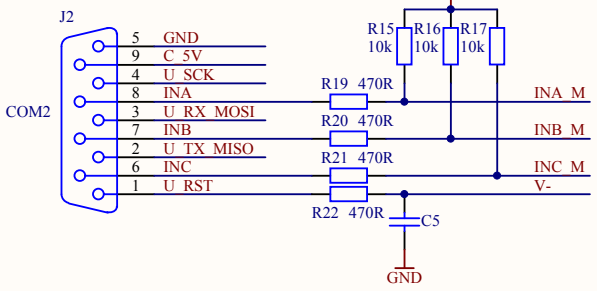 J2
COM2
5 GND
9 C_5V
4 U_SCK
8 INA
3 U_RX_MOSI
7 INB
2 U_TX_MISO
6 INC
1 U_RST
R15 R16 R17
10k 10k 10k
R19 470R
INA_M
R20 470R
INB_M
R21 470R
INC_M
V-
R22 470R
C5
GND